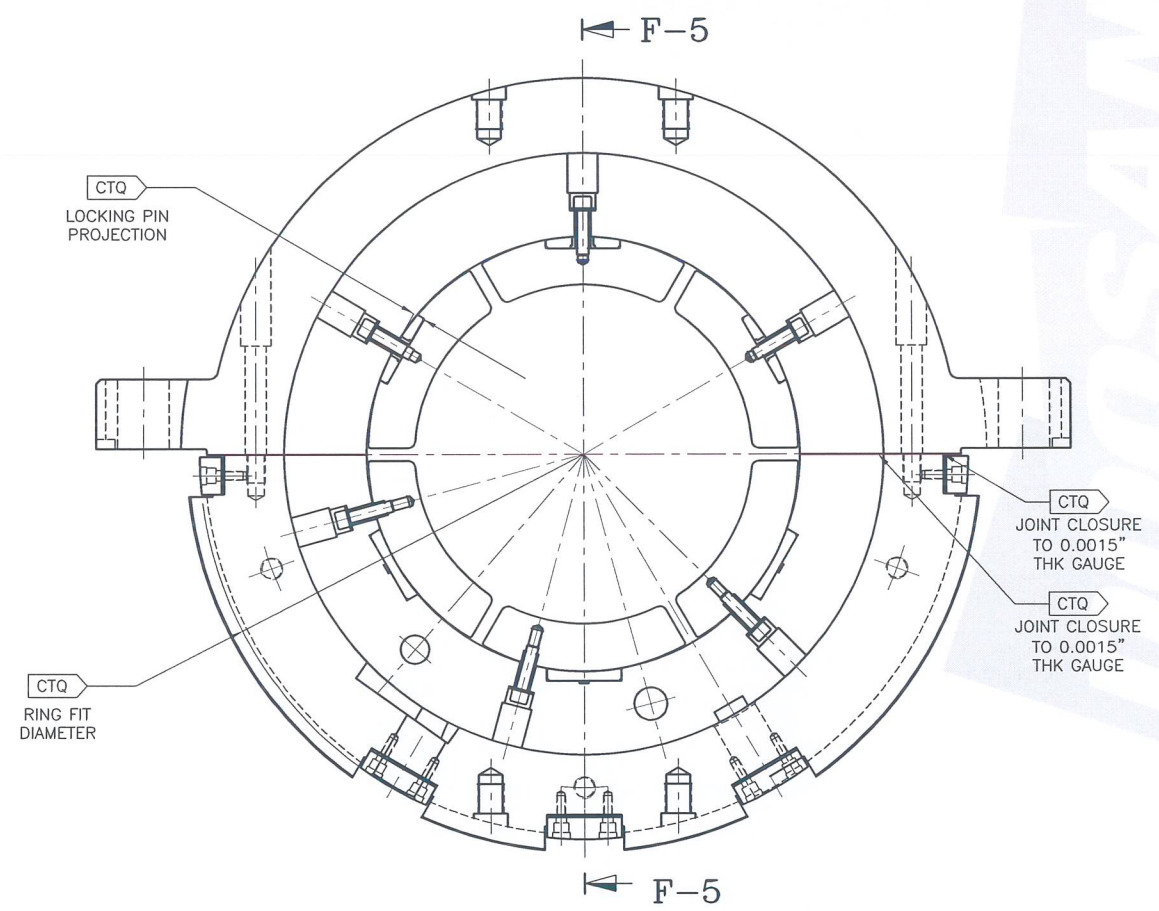 F-5
CTQ
LOCKING PIN
PROJECTION
CTQ
JOINT CLOSURE
TO 0.0015"
THK GAUGE
CTQ
JOINT CLOSURE
TO 0.0015"
THK GAUGE
CTQ
RING FIT
DIAMETER
F-5